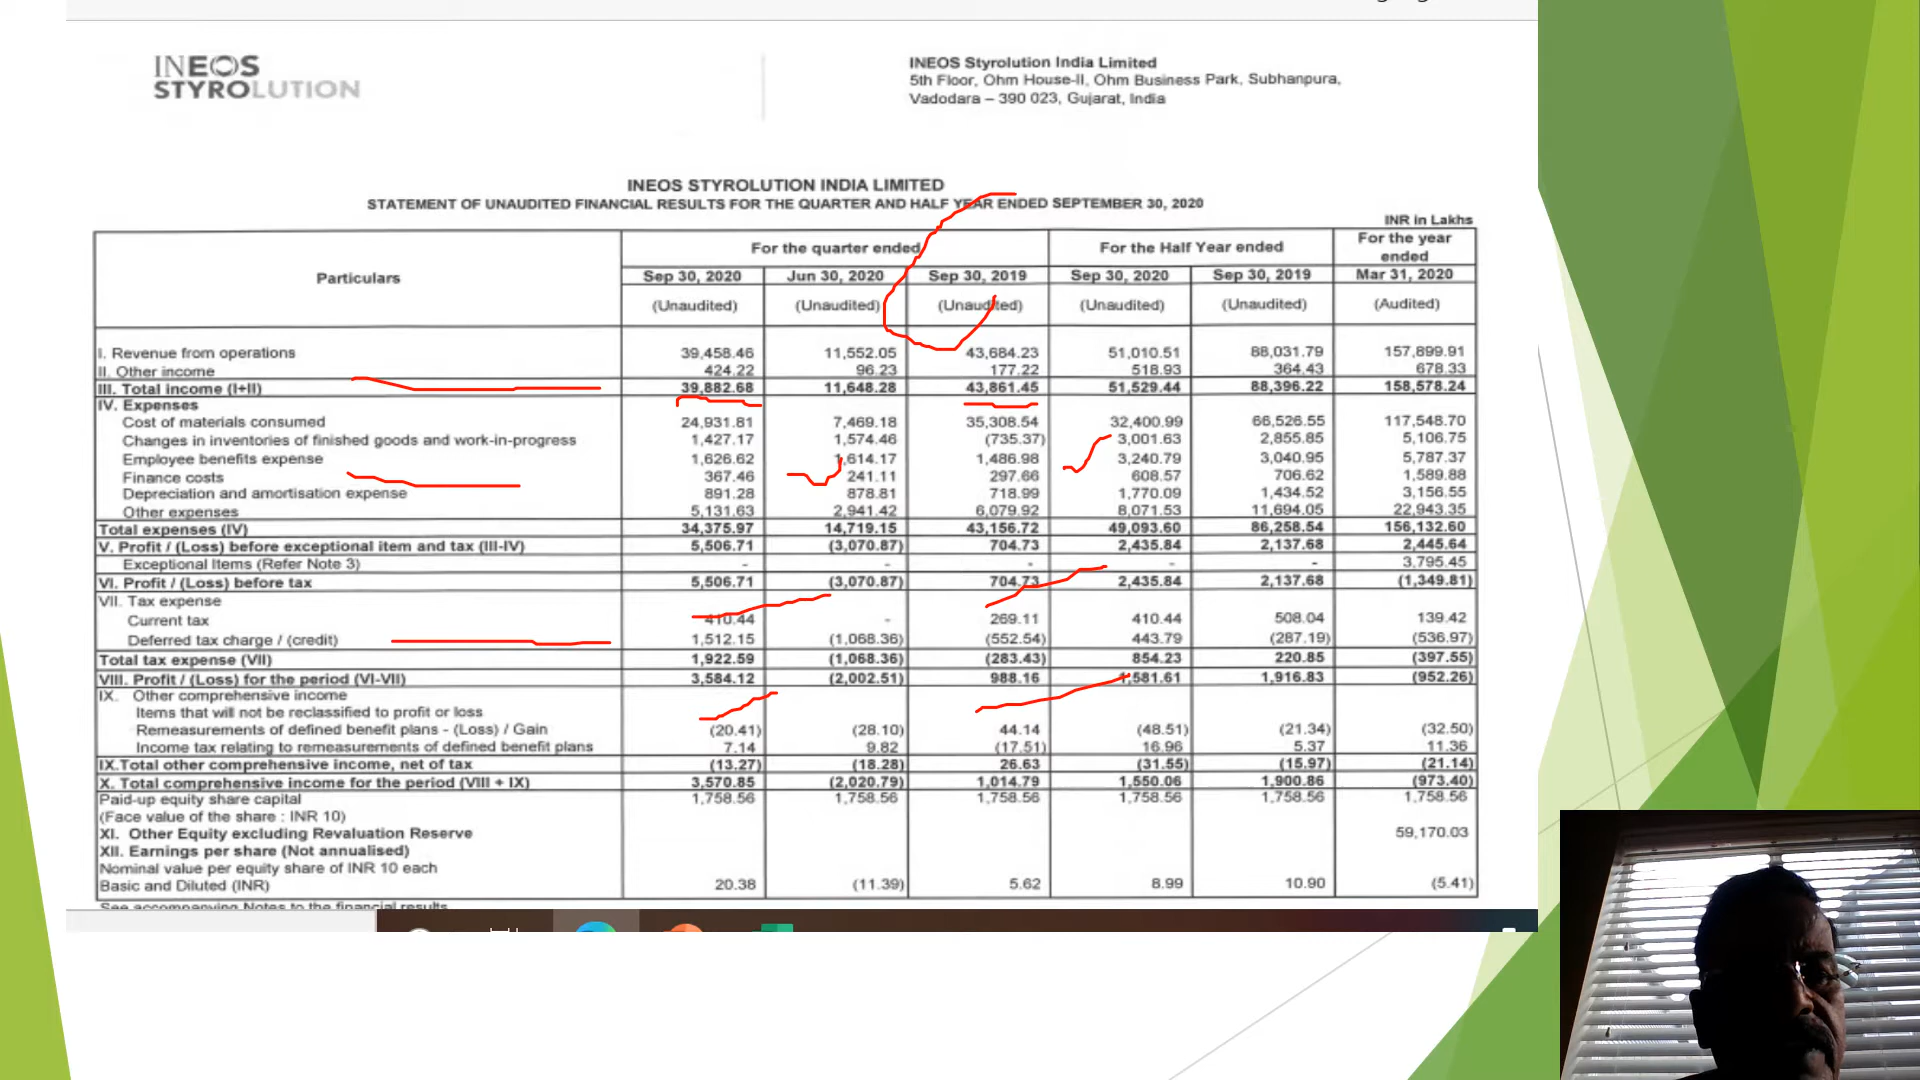 INEOS
STYROLUTION
INEOS Styrolution India Limited
5th Floor, Ohm House-II, Ohm Business Park, Subhanpura,
Vadodara – 390 023, Gujarat, India
INEOS STYROLUTION INDIA LIMITED
STATEMENT OF UNAUDITED FINANCIAL RESULTS FOR THE QUARTER AND HALF YEAR ENDED SEPTEMBER 30, 2020
INR in Lakhs
Particulars For the quarter ended For the Half Year ended For the year ended
Sep 30, 2020 Jun 30, 2020 Sep 30, 2019 Sep 30, 2020 Sep 30, 2019 Mar 31, 2020
(Unaudited) (Unaudited) (Unaudited) (Unaudited) (Unaudited) (Audited)
I. Revenue from operations 39,458.46 11,552.05 43,684.23 51,010.51 88,031.79 157,899.91
II. Other income 424.22 96.23 177.22 518.93 364.43 678.33
III. Total income (I+II) 39,882.68 11,648.28 43,861.45 51,529.44 88,396.22 158,578.24
IV. Expenses
Cost of materials consumed 24,931.81 7,469.18 35,308.54 32,400.99 66,526.55 117,548.70
Changes in inventories of finished goods and work-in-progress 1,427.17 1,574.46 (735.37) 3,001.63 2,855.85 5,106.75
Employee benefits expense 1,626.62 1,614.17 1,486.98 3,240.79 3,040.95 5,787.37
Finance costs 367.46 241.11 297.66 608.57 706.62 1,589.88
Depreciation and amortisation expense 891.28 878.81 718.99 1,770.09 1,434.52 3,156.55
Other expenses 5,131.63 2,941.42 6,079.92 8,071.53 11,694.05 22,943.35
Total expenses (IV) 34,375.97 14,719.15 43,156.72 49,093.60 86,258.54 156,132.60
V. Profit / (Loss) before exceptional item and tax (III-IV) 5,506.71 (3,070.87) 704.73 2,435.84 2,137.68 2,445.64
Exceptional Items (Refer Note 3) - - - - - 3,795.45
VI. Profit / (Loss) before tax 5,506.71 (3,070.87) 704.73 2,435.84 2,137.68 (1,349.81)
VII. Tax expense
Current tax 410.44 - 269.11 410.44 508.04 139.42
Deferred tax charge / (credit) 1,512.15 (1,068.36) (552.54) 443.79 (287.19) (536.97)
Total tax expense (VII) 1,922.59 (1,068.36) (283.43) 854.23 220.85 (397.55)
VIII. Profit / (Loss) for the period (VI-VII) 3,584.12 (2,002.51) 988.16 1,581.61 1,916.83 (952.26)
IX. Other comprehensive income
Items that will not be reclassified to profit or loss
Remeasurements of defined benefit plans - (Loss) / Gain (20.41) (28.10) 44.14 (48.51) (21.34) (32.50)
Income tax relating to remeasurements of defined benefit plans 7.14 9.82 (17.51) 16.96 5.37 11.36
IX.Total other comprehensive income, net of tax (13.27) (18.28) 26.63 (31.55) (15.97) (21.14)
X. Total comprehensive income for the period (VIII + IX) 3,570.85 (2,020.79) 1,014.79 1,550.06 1,900.86 (973.40)
Paid-up equity share capital 1,758.56 1,758.56 1,758.56 1,758.56 1,758.56 1,758.56
(Face value of the share : INR 10)
XI. Other Equity excluding Revaluation Reserve 59,170.03
XII. Earnings per share (Not annualised)
Nominal value per equity share of INR 10 each
Basic and Diluted (INR) 20.38 (11.39) 5.62 8.99 10.90 (5.41)
See accompanying Notes to the financial results